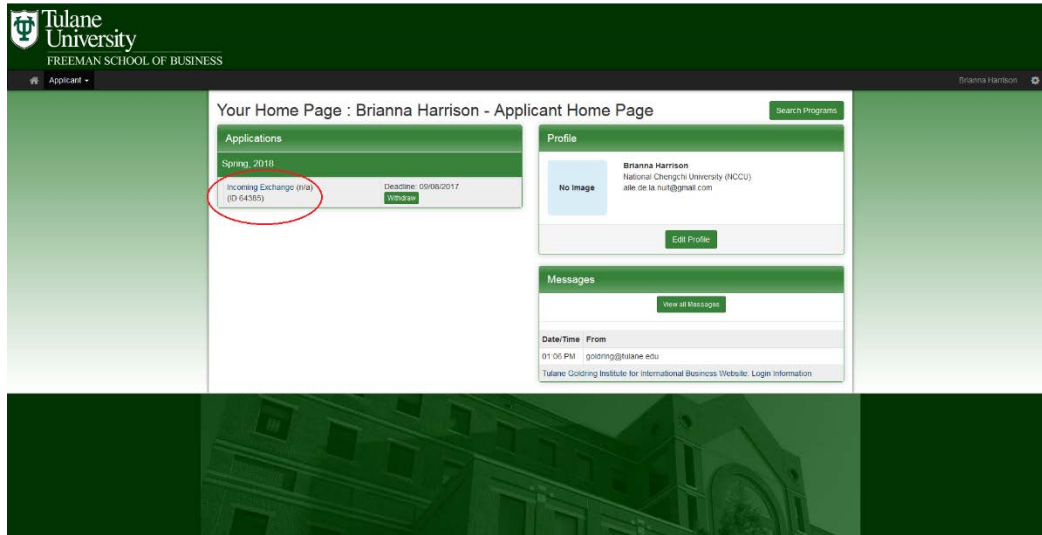 Tulane
University
FREEMAN SCHOOL OF BUSINESS
Applicant
Brianna Harrison
Your Home Page : Brianna Harrison - Applicant Home Page
Search Programs
Applications
Spring, 2018
Incoming Exchange (n/a)
(ID 64385)
Deadline: 09/08/2017
Withdraw
Profile
No Image
Brianna Harrison
National Chengchi University (NCCU)
aile.de.la.nuit@gmail.com
Edit Profile
Messages
View all Messages
Date/Time From
01:06 PM goldring@tulane.edu
Tulane Goldring Institute for International Business Website: Login Information